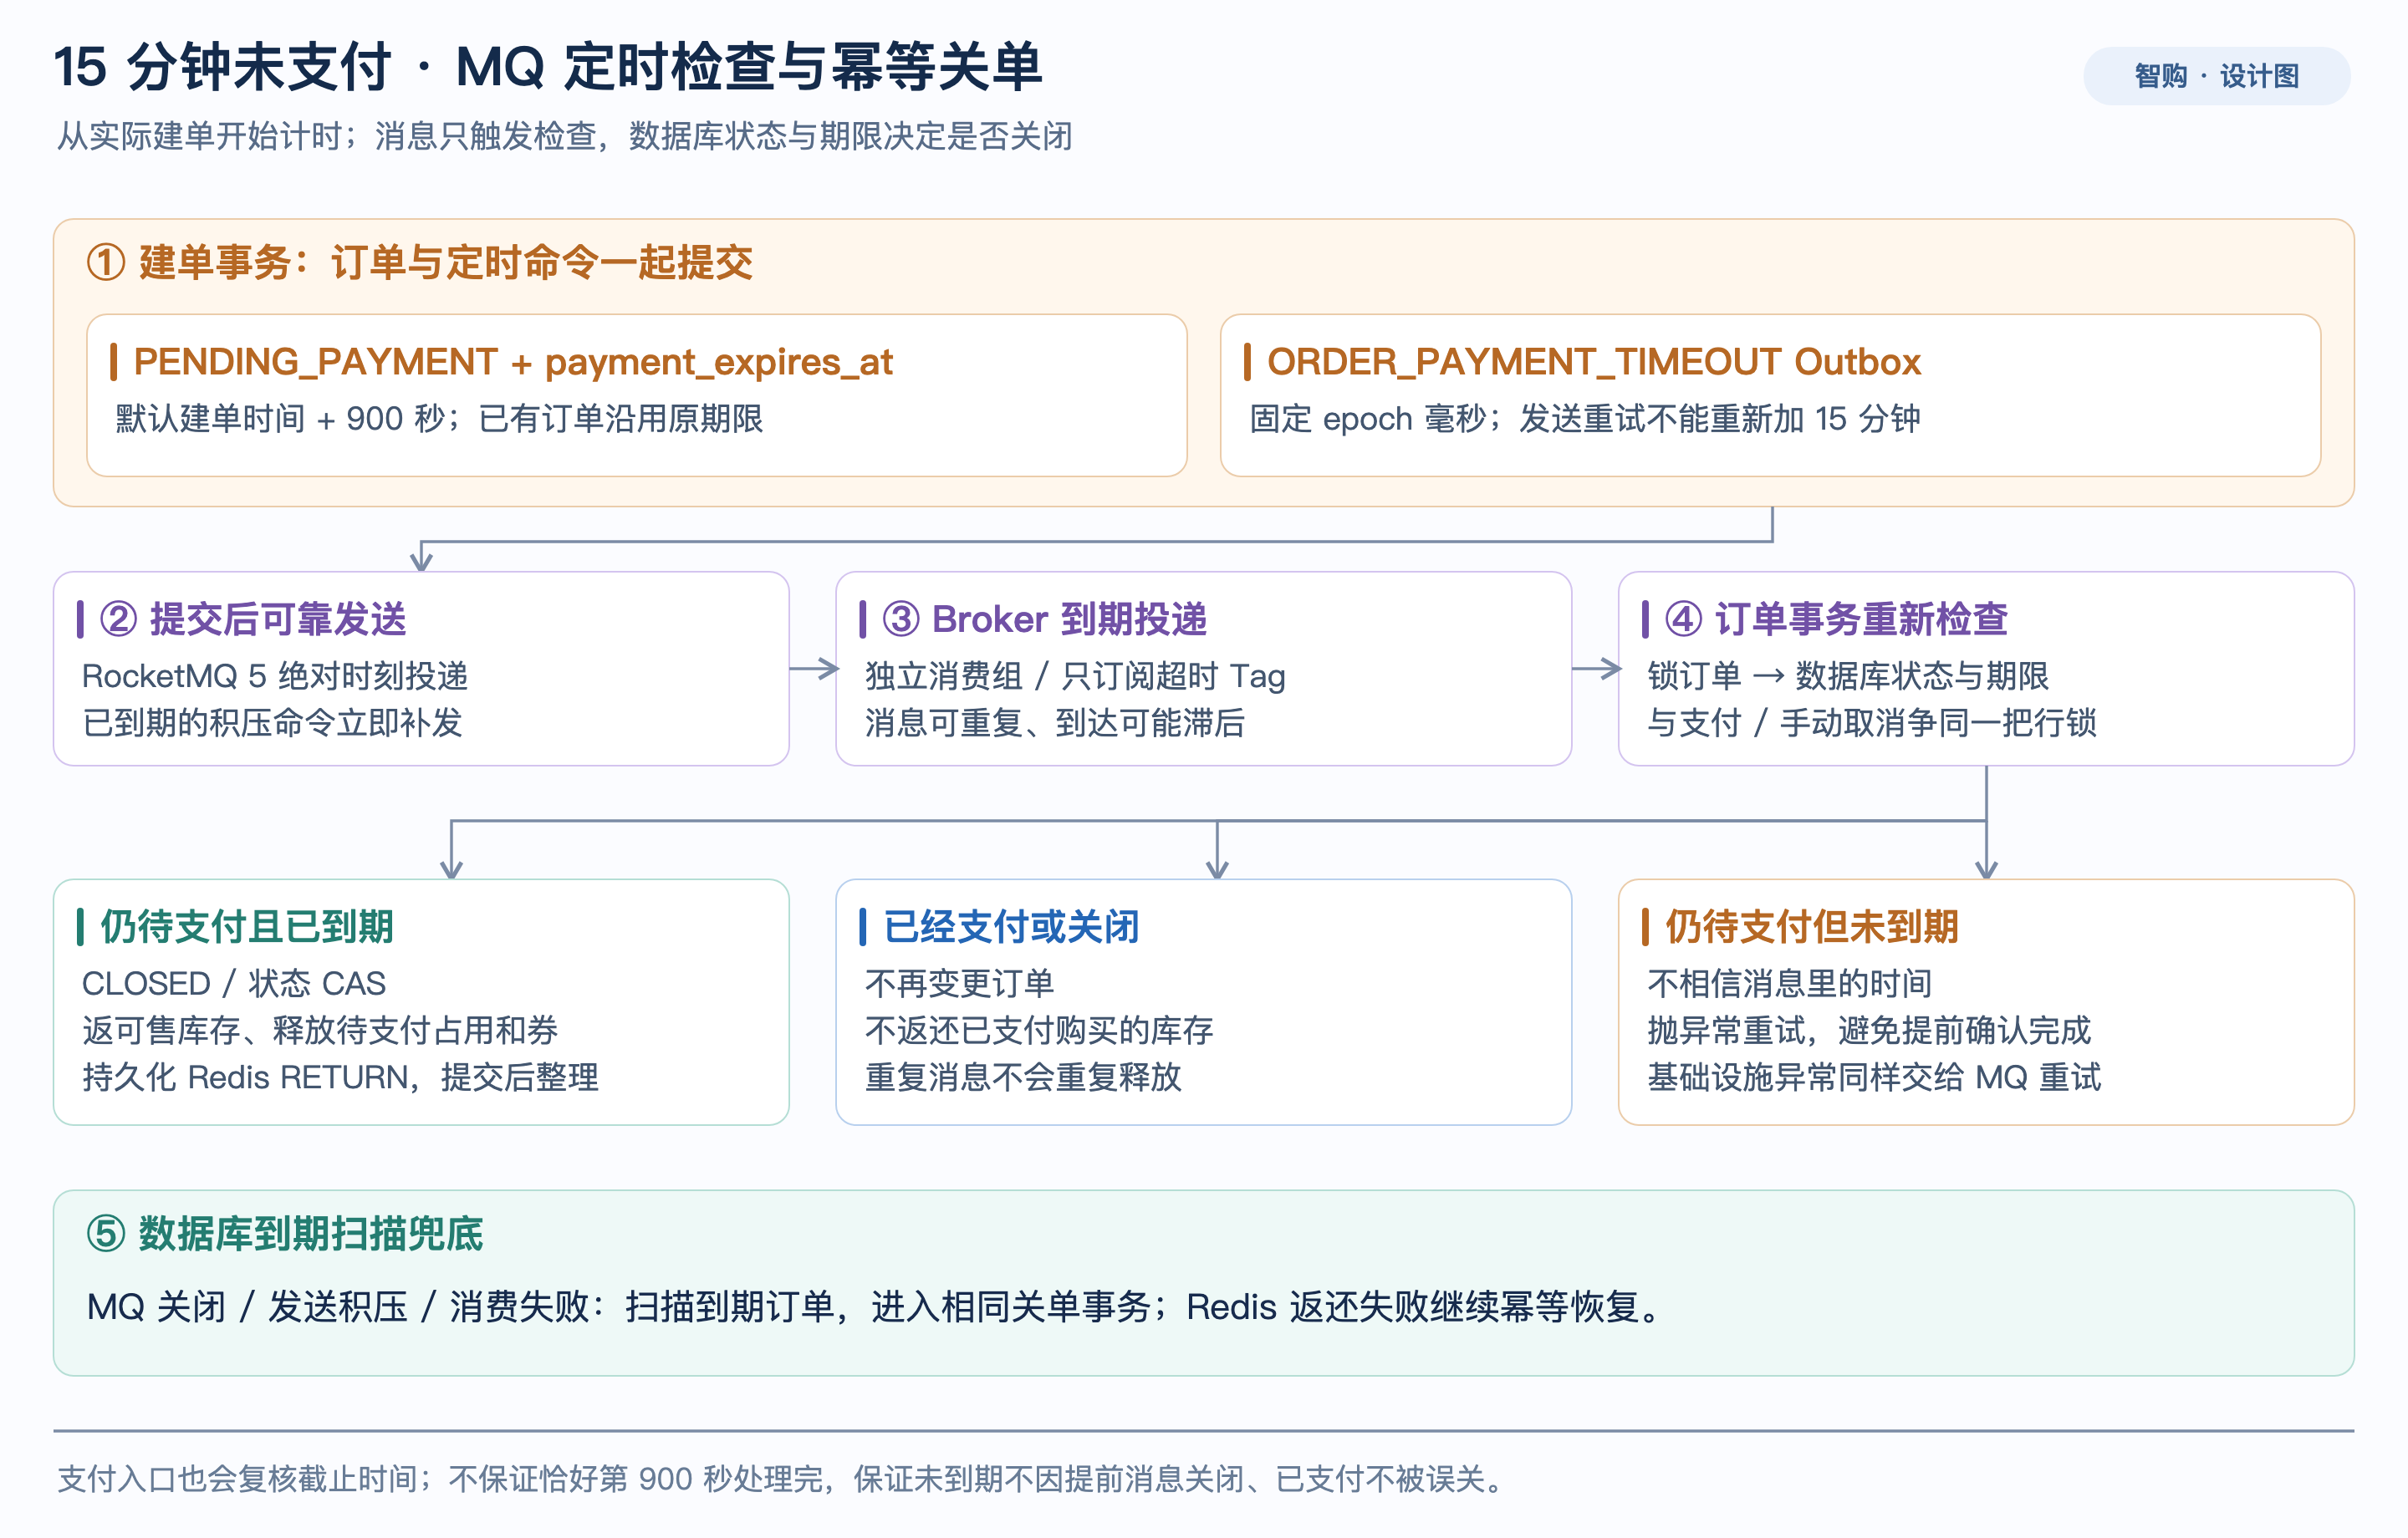 15 分钟未支付 · MQ 定时检查与幂等关单
智购 · 设计图
从实际建单开始计时；消息只触发检查，数据库状态与期限决定是否关闭
① 建单事务：订单与定时命令一起提交
PENDING_PAYMENT + payment_expires_at
默认建单时间 + 900 秒；已有订单沿用原期限
ORDER_PAYMENT_TIMEOUT Outbox
固定 epoch 毫秒；发送重试不能重新加 15 分钟
② 提交后可靠发送
RocketMQ 5 绝对时刻投递
已到期的积压命令立即补发
③ Broker 到期投递
独立消费组 / 只订阅超时 Tag
消息可重复、到达可能滞后
④ 订单事务重新检查
锁订单 → 数据库状态与期限
与支付 / 手动取消争同一把行锁
仍待支付且已到期
CLOSED / 状态 CAS
返可售库存、释放待支付占用和券
持久化 Redis RETURN，提交后整理
已经支付或关闭
不再变更订单
不返还已支付购买的库存
重复消息不会重复释放
仍待支付但未到期
不相信消息里的时间
抛异常重试，避免提前确认完成
基础设施异常同样交给 MQ 重试
⑤ 数据库到期扫描兜底
MQ 关闭 / 发送积压 / 消费失败：扫描到期订单，进入相同关单事务；Redis 返还失败继续幂等恢复。
支付入口也会复核截止时间；不保证恰好第 900 秒处理完，保证未到期不因提前消息关闭、已支付不被误关。